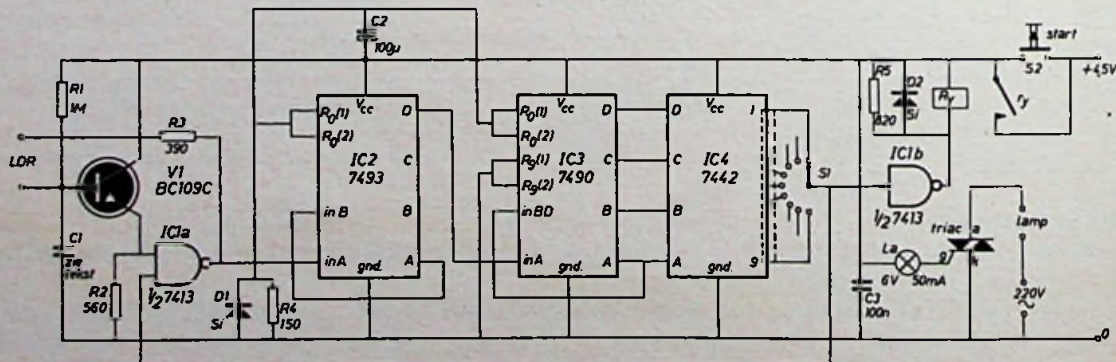 C2
100µ
start
S2
+4,5V
R1
1M
R3
390
LDR
V1
BC109C
C1
zie
tekst
IC1a
1/2 7413
R2
560
D1
Si
R4
150
Vcc
D
R0(1)
R0(2)
C
IC2
7493
in B
B
in A
A
gnd.
Vcc
D
R0(1)
R0(2)
R9(1)
R9(2)
C
IC3
7490
in BD
B
in A
A
gnd.
Vcc
D
1
C
IC4
7442
B
A
9
gnd.
S1
R5
820
D2
Si
Ry
ry
IC1b
1/2 7413
triac
a
g
k
La
6V
50mA
C3
100n
lamp
220V
0